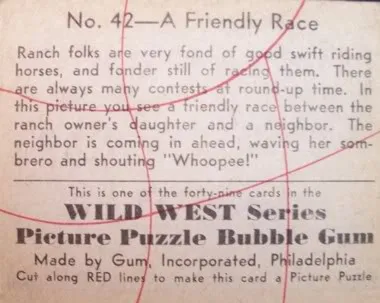 No. 42—A Friendly Race
Ranch folks are very fond of good swift riding
horses, and fonder still of racing them. There
are always many contests at round-up time. In
this picture you see a friendly race between the
ranch owner's daughter and a neighbor. The
neighbor is coming in ahead, waving her som-
brero and shouting "Whoopee!"
This is one of the forty-nine cards in the
WILD WEST Series
Picture Puzzle Bubble Gum
Made by Gum, Incorporated, Philadelphia
Cut along RED lines to make this card a Picture Puzzle